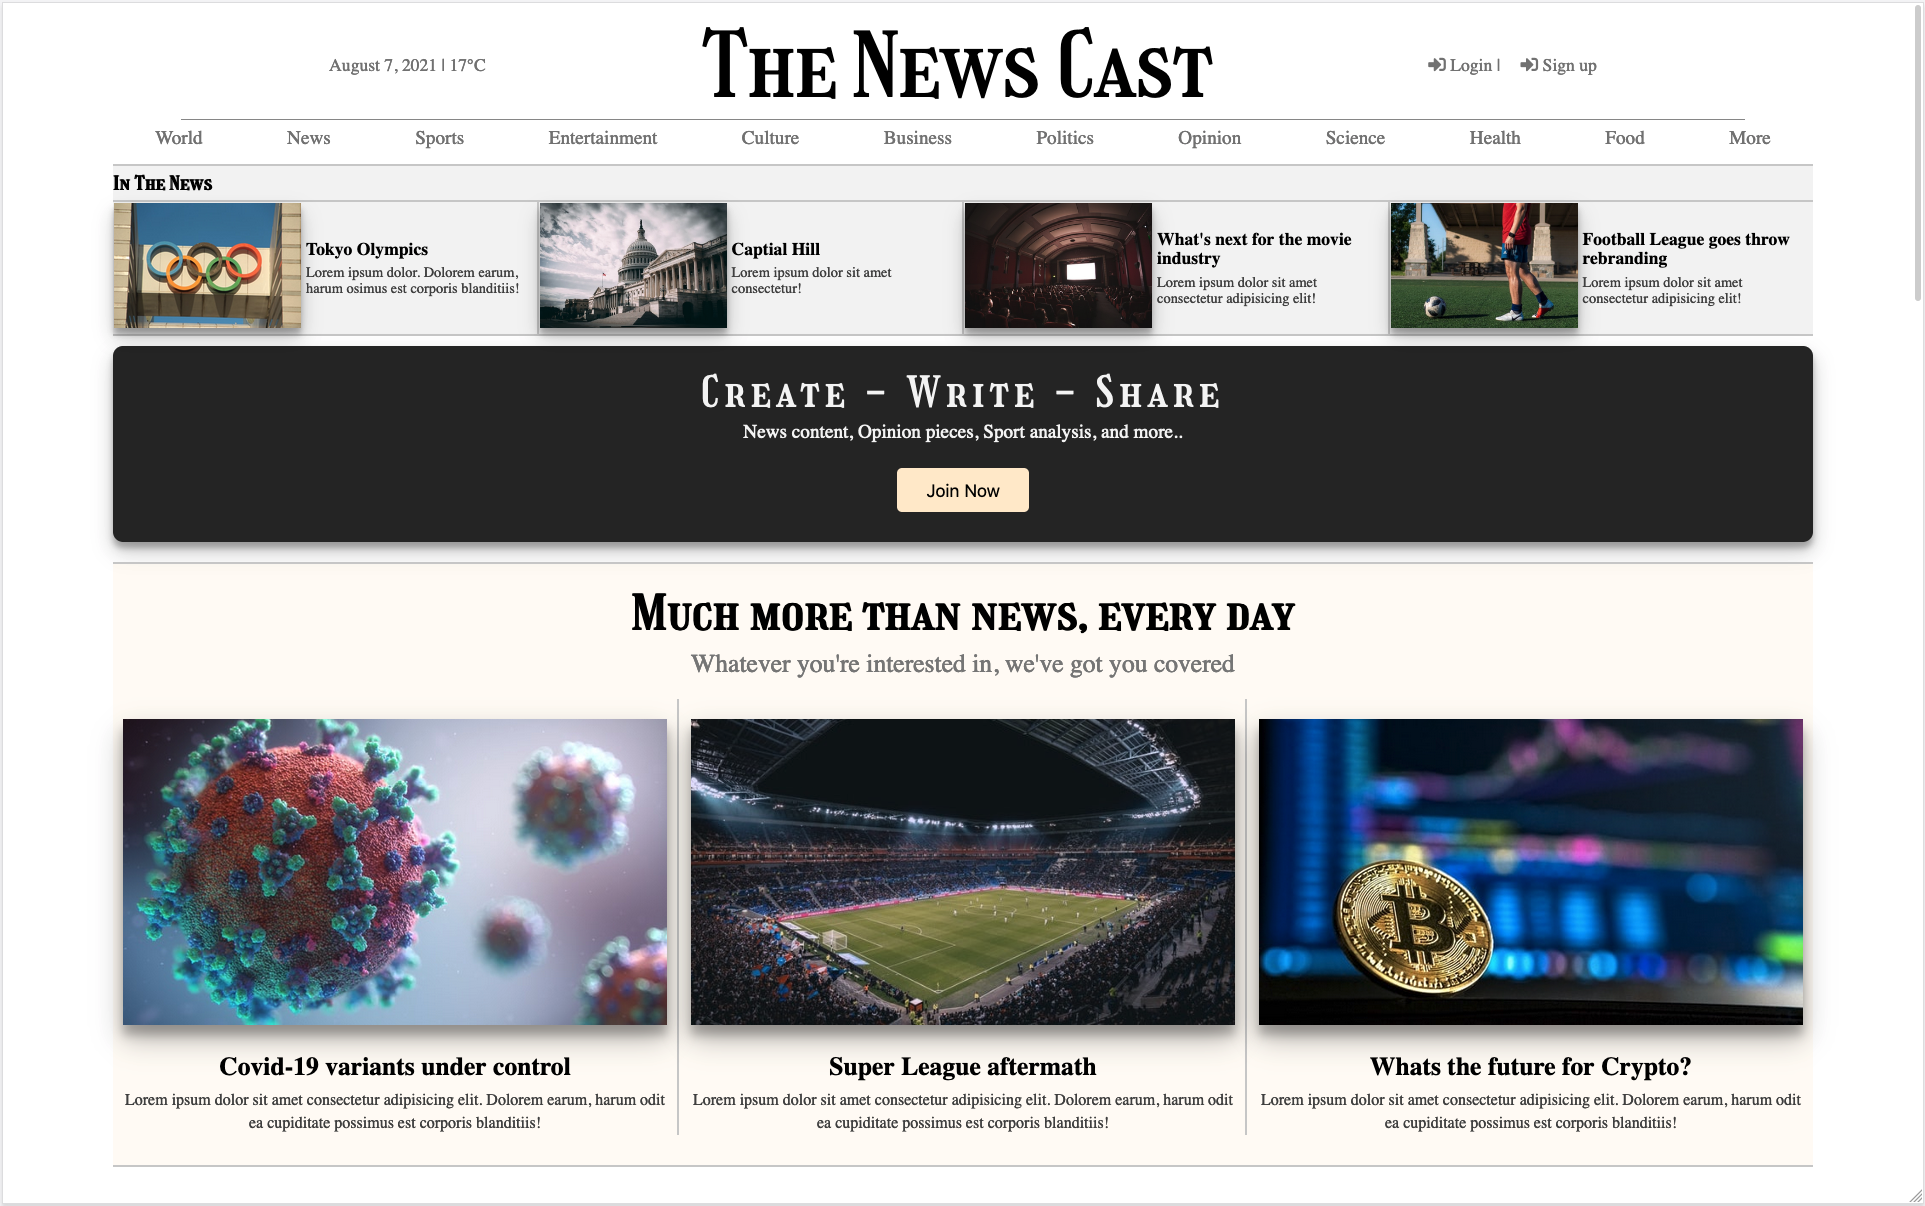 August 7, 2021 | 17°C
The News Cast
Login |
Sign up
World News Sports Entertainment Culture Business Politics Opinion Science Health Food More
In The News
Tokyo Olympics
Lorem ipsum dolor. Dolorem earum,
harum osimus est corporis blanditiis!
Captial Hill
Lorem ipsum dolor sit amet
consectetur!
What's next for the movie
industry
Lorem ipsum dolor sit amet
consectetur adipisicing elit!
Football League goes throw
rebranding
Lorem ipsum dolor sit amet
consectetur adipisicing elit!
Create - Write - Share
News content, Opinion pieces, Sport analysis, and more..
Join Now
Much more than news, every day
Whatever you're interested in, we've got you covered
Covid-19 variants under control
Lorem ipsum dolor sit amet consectetur adipisicing elit. Dolorem earum, harum odit
ea cupiditate possimus est corporis blanditiis!
Super League aftermath
Lorem ipsum dolor sit amet consectetur adipisicing elit. Dolorem earum, harum odit
ea cupiditate possimus est corporis blanditiis!
Whats the future for Crypto?
Lorem ipsum dolor sit amet consectetur adipisicing elit. Dolorem earum, harum odit
ea cupiditate possimus est corporis blanditiis!